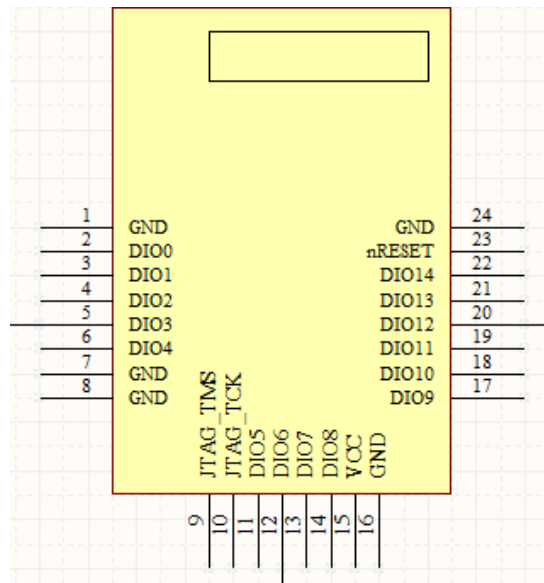 1 GND GND 24
2 DIO0 nRESET 23
3 DIO1 DIO14 22
4 DIO2 DIO13 21
5 DIO3 DIO12 20
6 DIO4 DIO11 19
7 GND DIO10 18
8 GND DIO9 17
JTAG_TMS JTAG_TCK DIO5 DIO6 DIO7 DIO8 VCC GND
9 10 11 12 13 14 15 16